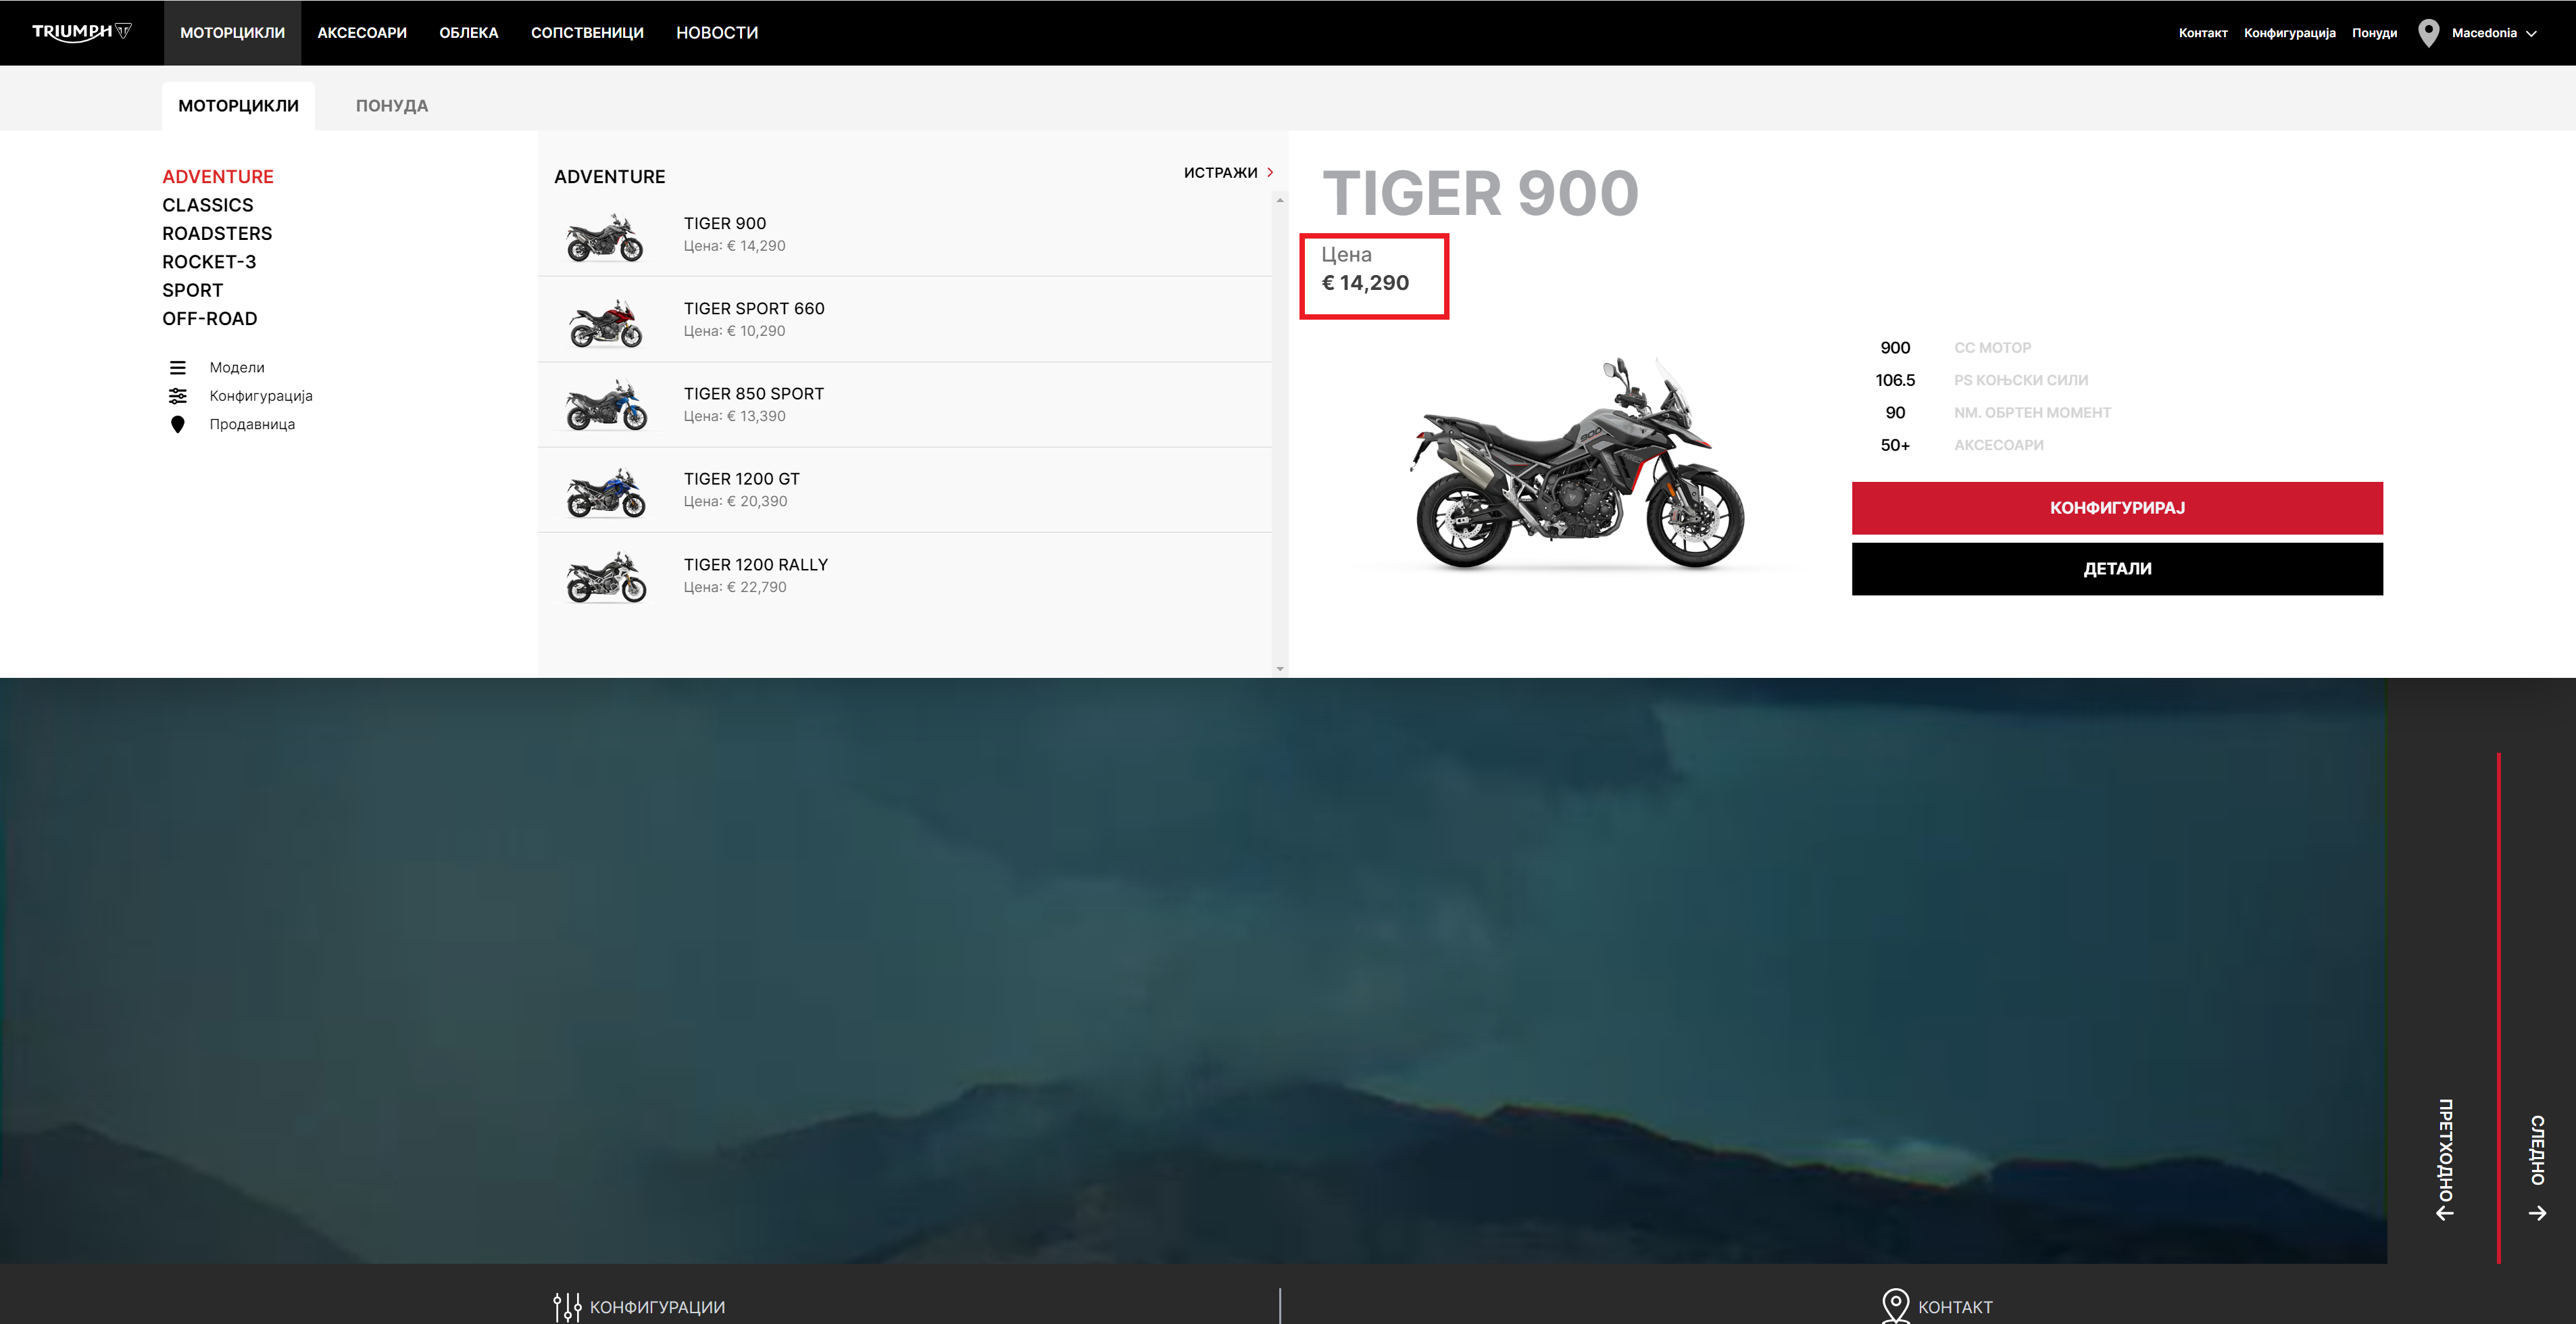 TRIUMPH
МОТОРЦИКЛИ АКСЕСОАРИ ОБЛЕКА СОПСТВЕНИЦИ НОВОСТИ
Контакт Конфигурација Понуди Macedonia
МОТОРЦИКЛИ ПОНУДА
ADVENTURE
CLASSICS
ROADSTERS
ROCKET-3
SPORT
OFF-ROAD
Модели
Конфигурација
Продавница
ADVENTURE ИСТРАЖИ
TIGER 900
Цена: € 14,290
TIGER SPORT 660
Цена: € 10,290
TIGER 850 SPORT
Цена: € 13,390
TIGER 1200 GT
Цена: € 20,390
TIGER 1200 RALLY
Цена: € 22,790
TIGER 900
Цена
€ 14,290
900 CC МОТОР
106.5 PS КОЊСКИ СИЛИ
90 NM. ОБРТЕН МОМЕНТ
50+ АКСЕСОАРИ
КОНФИГУРИРАЈ
ДЕТАЛИ
ПРЕТХОДНО
СЛЕДНО
КОНФИГУРАЦИИ
КОНТАКТ